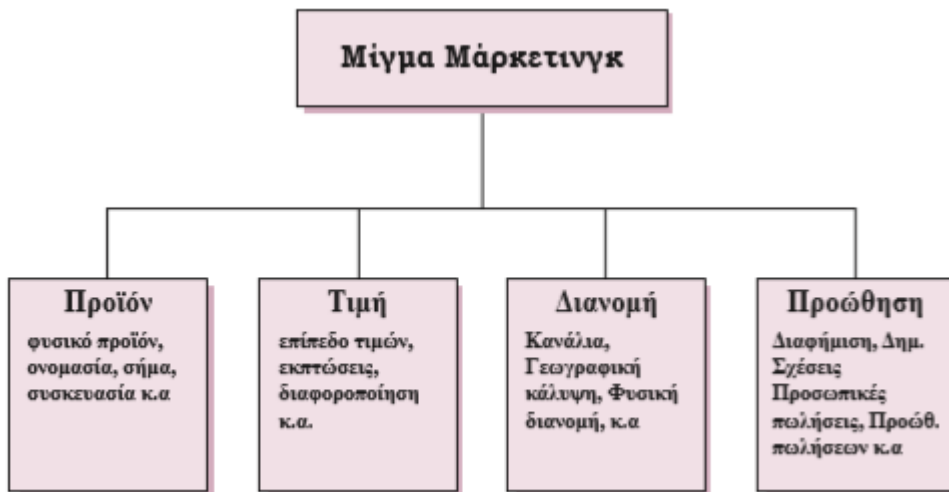 Μίγμα Μάρκετινγκ
Προϊόν
φυσικό προϊόν,
ονομασία, σήμα,
συσκευασία κ.α
Τιμή
επίπεδο τιμών,
εκπτώσεις,
διαφοροποίηση
κ.α.
Διανομή
Κανάλια,
Γεωγραφική
κάλυψη, Φυσική
διανομή, κ.α
Προώθηση
Διαφήμιση, Δημ.
Σχέσεις
Προσωπικές
πωλήσεις, Προώθ.
πωλήσεων κ.α